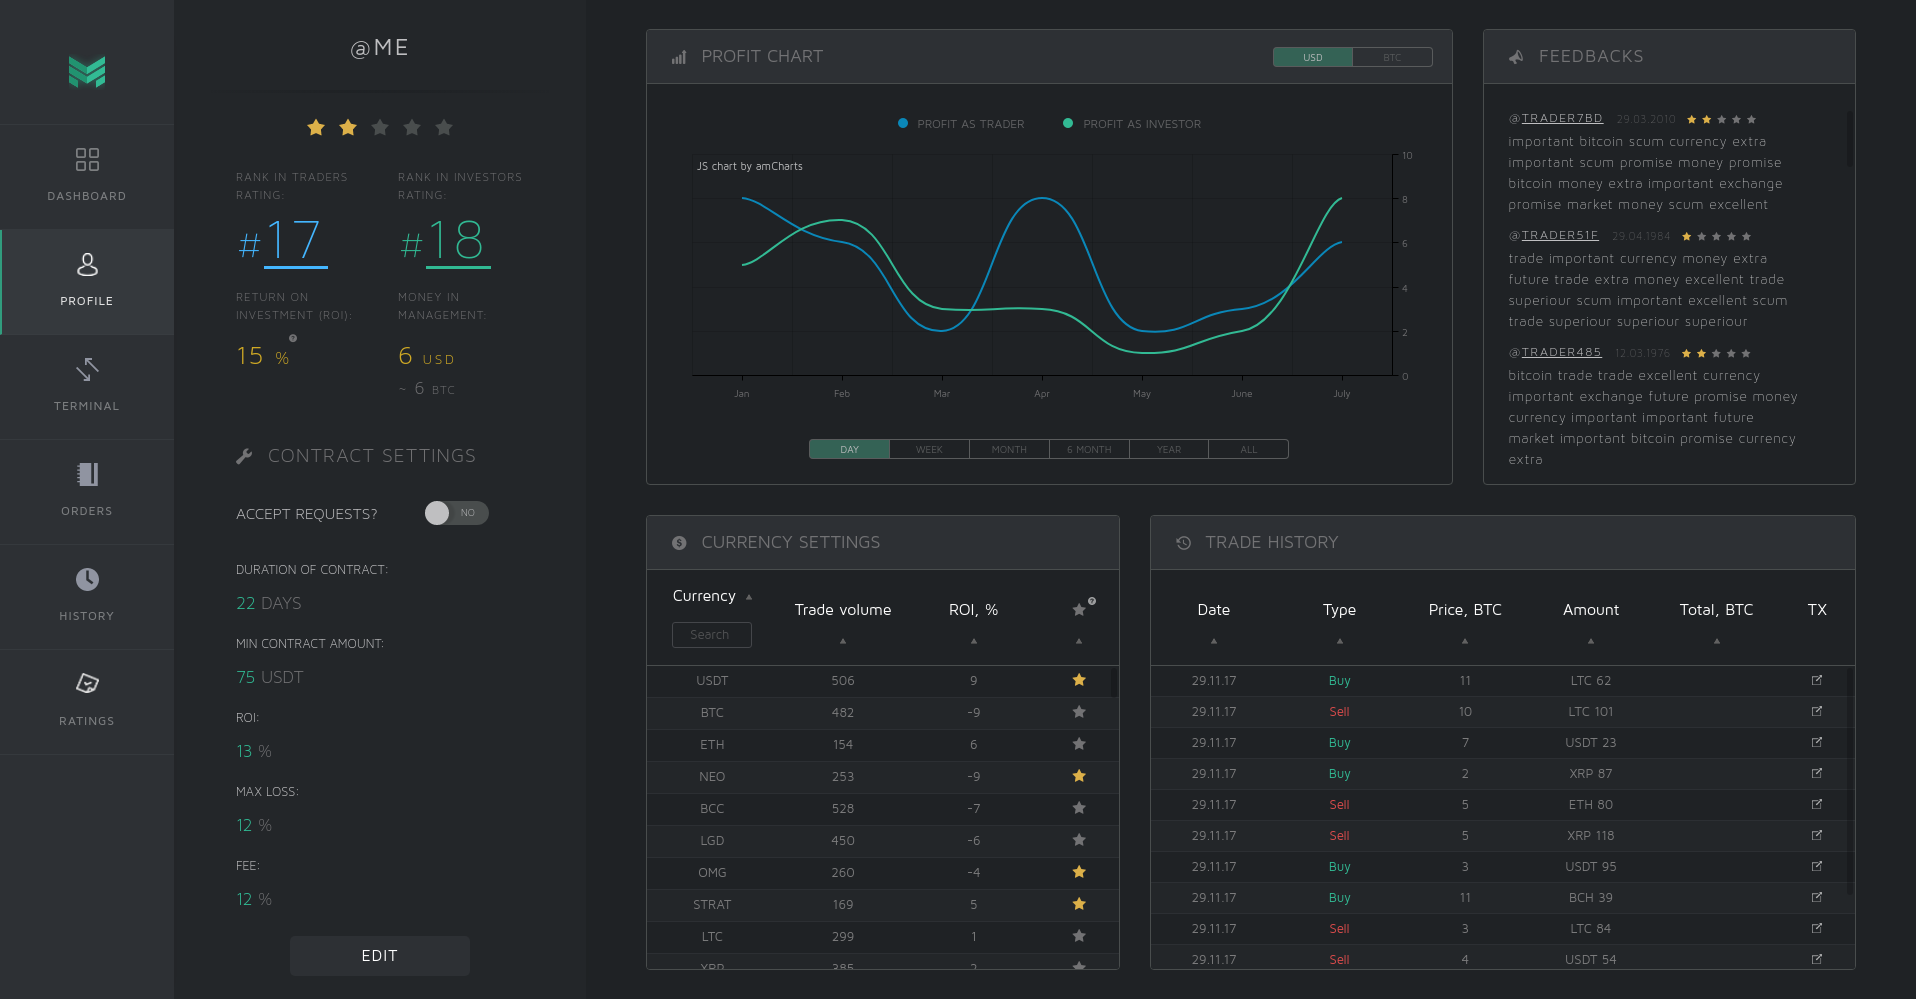 DASHBOARD
PROFILE
TERMINAL
ORDERS
HISTORY
RATINGS
@ME
RANK IN TRADERS
RATING:
#17
RANK IN INVESTORS
RATING:
#18
RETURN ON
INVESTMENT (ROI):
15 %
MONEY IN
MANAGEMENT:
6 USD
~ 6 BTC
CONTRACT SETTINGS
ACCEPT REQUESTS?
NO
DURATION OF CONTRACT:
22 DAYS
MIN CONTRACT AMOUNT:
75 USDT
ROI:
13 %
MAX LOSS:
12 %
FEE:
12 %
EDIT
PROFIT CHART
USD BTC
PROFIT AS TRADER PROFIT AS INVESTOR
JS chart by amCharts
10
8
6
4
2
0
Jan Feb Mar Apr May June July
DAY WEEK MONTH 6 MONTH YEAR ALL
FEEDBACKS
@TRADER7BD 29.03.2010
important bitcoin scum currency extra
important scum promise money promise
bitcoin money extra important exchange
promise market money scum excellent
@TRADER51F 29.04.1984
trade important currency money extra
future trade extra money excellent trade
superiour scum important excellent scum
trade superiour superiour superiour
@TRADER485 12.03.1976
bitcoin trade trade excellent currency
important exchange future promise money
currency important important future
market important bitcoin promise currency
extra
CURRENCY SETTINGS
Currency Trade volume ROI, %
Search
USDT 506 9
BTC 482 -9
ETH 154 6
NEO 253 -9
BCC 528 -7
LGD 450 -6
OMG 260 -4
STRAT 169 5
LTC 299 1
XRP 385 2
TRADE HISTORY
Date Type Price, BTC Amount Total, BTC TX
29.11.17 Buy 11 LTC 62
29.11.17 Sell 10 LTC 101
29.11.17 Buy 7 USDT 23
29.11.17 Buy 2 XRP 87
29.11.17 Sell 5 ETH 80
29.11.17 Sell 5 XRP 118
29.11.17 Buy 3 USDT 95
29.11.17 Buy 11 BCH 39
29.11.17 Sell 3 LTC 84
29.11.17 Sell 4 USDT 54